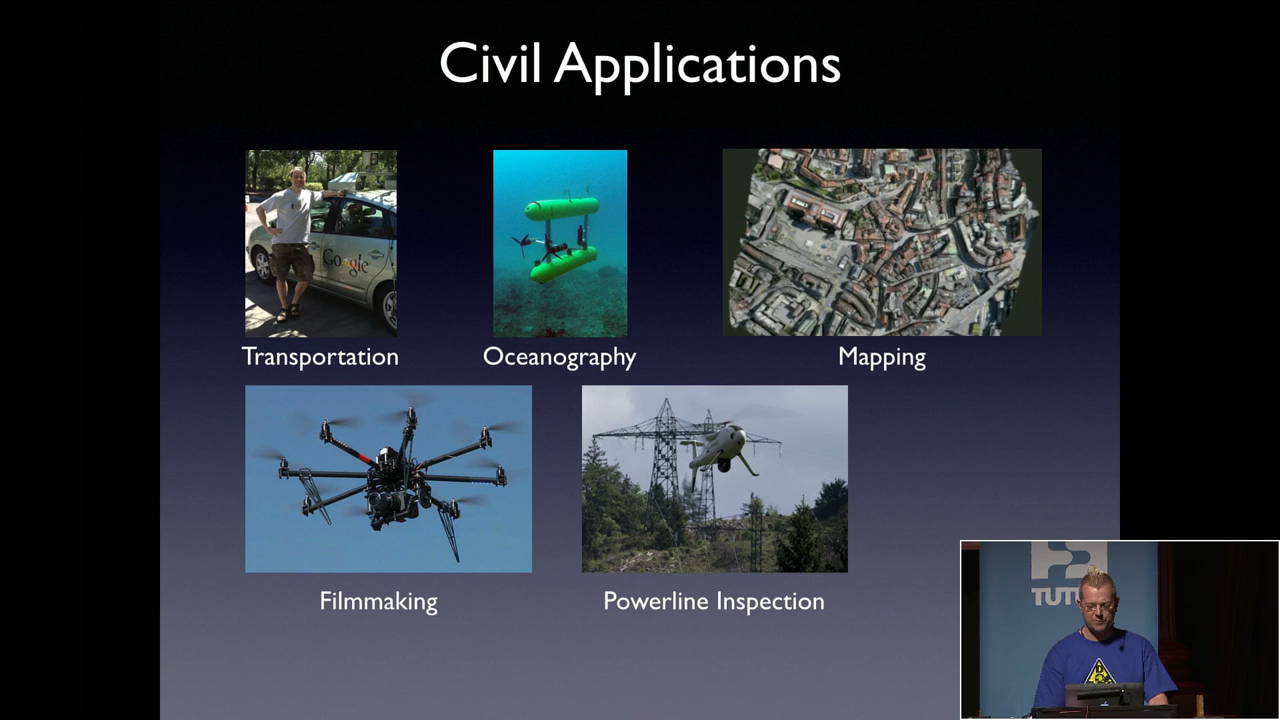 Civil Applications
Google
Transportation
Oceanography
Mapping
Filmmaking
Powerline Inspection